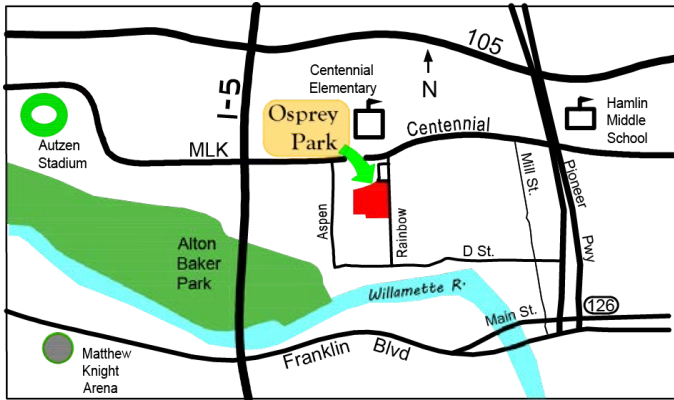 105
I-5
Centennial
Elementary
N
Osprey
Park
Hamlin
Middle
School
Autzen
Stadium
MLK
Centennial
Mill St.
Pioneer
Pwy
Aspen
Rainbow
Alton
Baker
Park
D St.
Willamette R.
126
Main St.
Franklin Blvd
Matthew
Knight
Arena